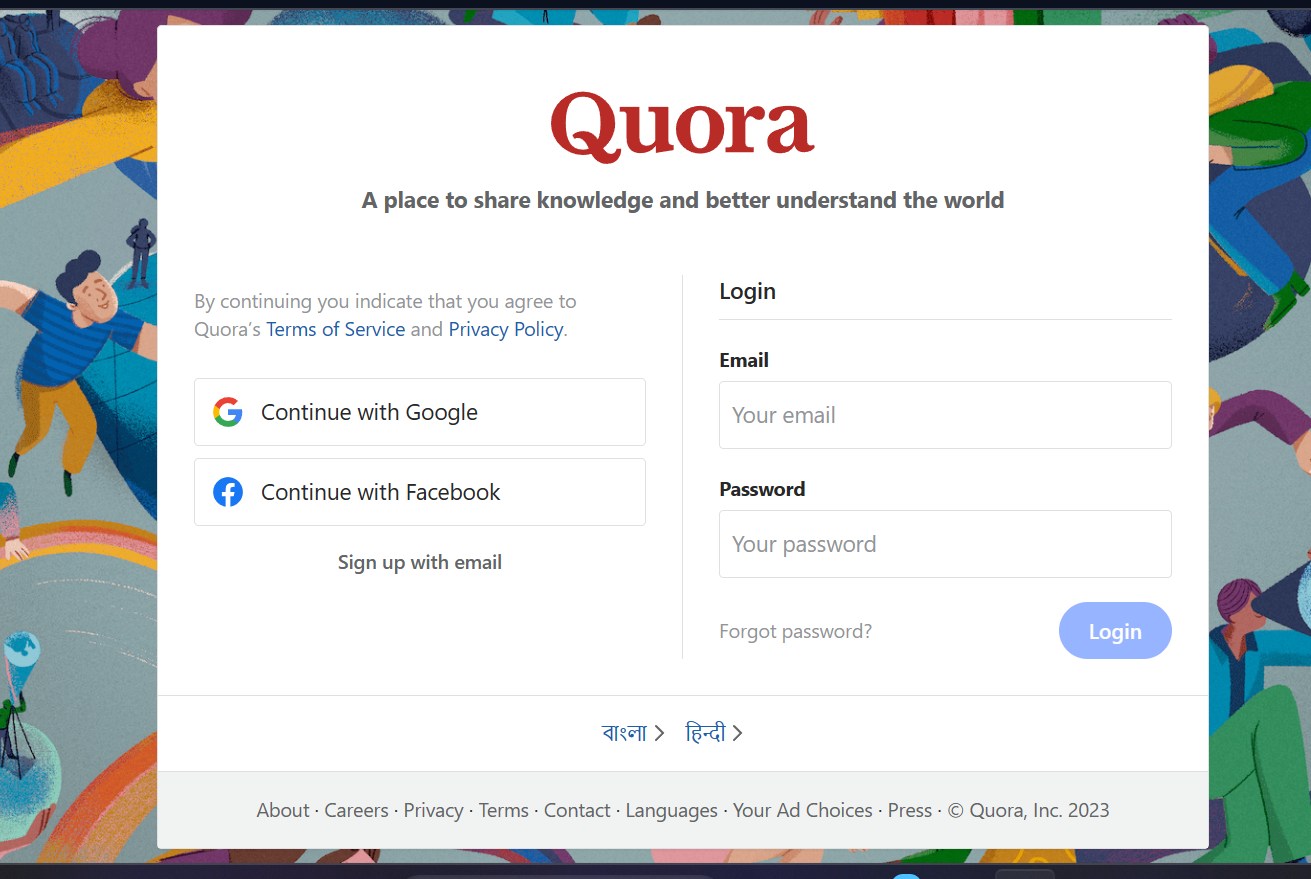 Quora
A place to share knowledge and better understand the world
By continuing you indicate that you agree to
Quora’s Terms of Service and Privacy Policy.
Continue with Google
Continue with Facebook
Sign up with email
Login
Email
Your email
Password
Your password
Forgot password?
Login
বাংলা हिन्दी
About · Careers · Privacy · Terms · Contact · Languages · Your Ad Choices · Press · © Quora, Inc. 2023